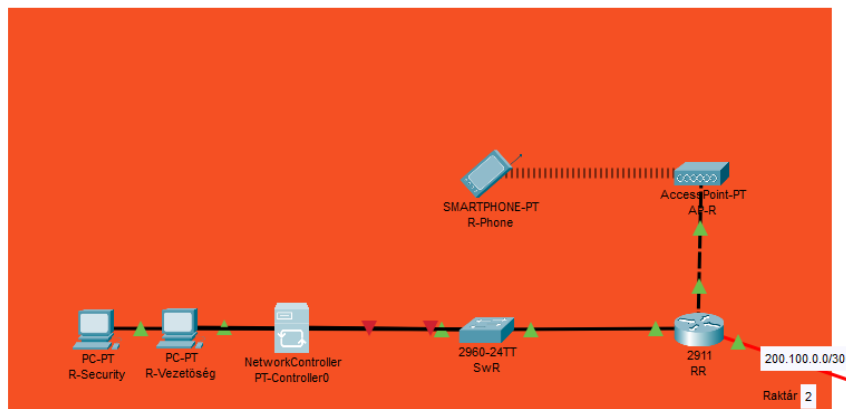 SMARTPHONE-PT
R-Phone
AccessPoint-PT
AP-R
PC-PT
R-Security
PC-PT
R-Vezetöség
NetworkController
PT-Controller0
2960-24TT
SwR
2911
RR
200.100.0.0/30
Raktár 2